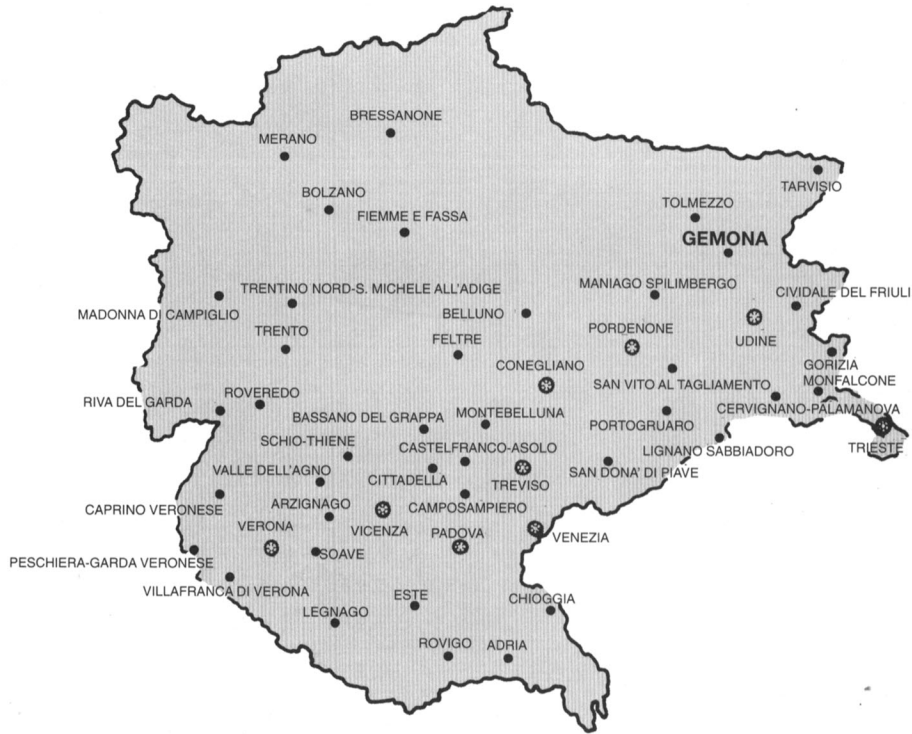 BRESSANONE
MERANO
TARVISIO
BOLZANO
TOLMEZZO
FIEMME E FASSA
GEMONA
MANIAGO SPILIMBERGO
TRENTINO NORD-S. MICHELE ALL'ADIGE
CIVIDALE DEL FRIULI
MADONNA DI CAMPIGLIO
BELLUNO
TRENTO
PORDENONE
FELTRE
UDINE
CONEGLIANO
GORIZIA
SAN VITO AL TAGLIAMENTO
MONFALCONE
ROVEREDO
RIVA DEL GARDA
CERVIGNANO-PALAMANOVA
BASSANO DEL GRAPPA
MONTEBELLUNA
PORTOGRUARO
SCHIO-THIENE
CASTELFRANCO-ASOLO
LIGNANO SABBIADORO
TRIESTE
VALLE DELL'AGNO
CITTADELLA
TREVISO
SAN DONA' DI PIAVE
CAPRINO VERONESE
ARZIGNAGO
CAMPOSAMPIERO
VERONA
VICENZA
PADOVA
VENEZIA
SOAVE
PESCHIERA-GARDA VERONESE
VILLAFRANCA DI VERONA
ESTE
CHIOGGIA
LEGNAGO
ROVIGO
ADRIA